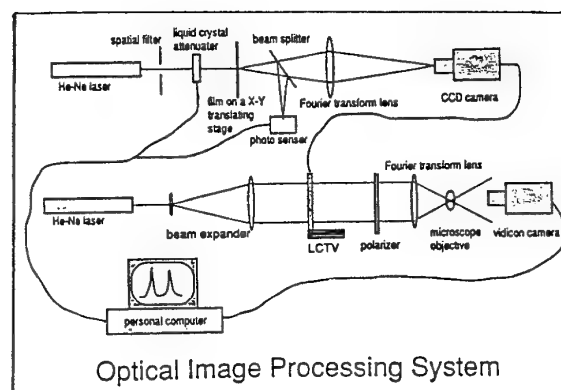 spatial filter
liquid crystal
attenuater
beam splitter
He-Ne laser
film on a X-Y
translating
stage
photo senser
Fourier transform lens
CCD camera
Fourier transform lens
He-Ne laser
beam expander
LCTV
polarizer
microscope
objective
vidicon camera
personal computer
Optical Image Processing System